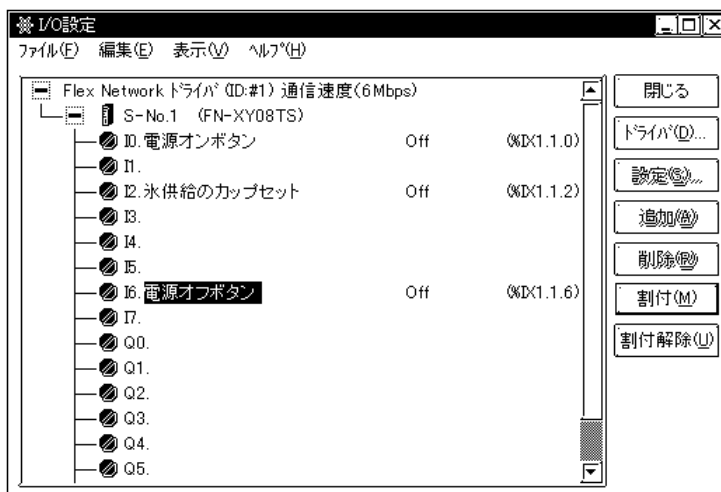 I/O設定
ファイル(F) 編集(E) 表示(V) ヘルプ(H)
Flex Network ドライバ (ID:#1) 通信速度(6Mbps)
S-No.1 (FN-XY08TS)
I0.電源オンボタン Off (%IX1.1.0)
I1.
I2.氷供給のカップセット Off (%IX1.1.2)
I3.
I4.
I5.
I6.電源オフボタン Off (%IX1.1.6)
I7.
Q0.
Q1.
Q2.
Q3.
Q4.
Q5.
閉じる
ドライバ(D)...
設定(S)...
追加(A)
削除(R)
割付(M)
割付解除(U)